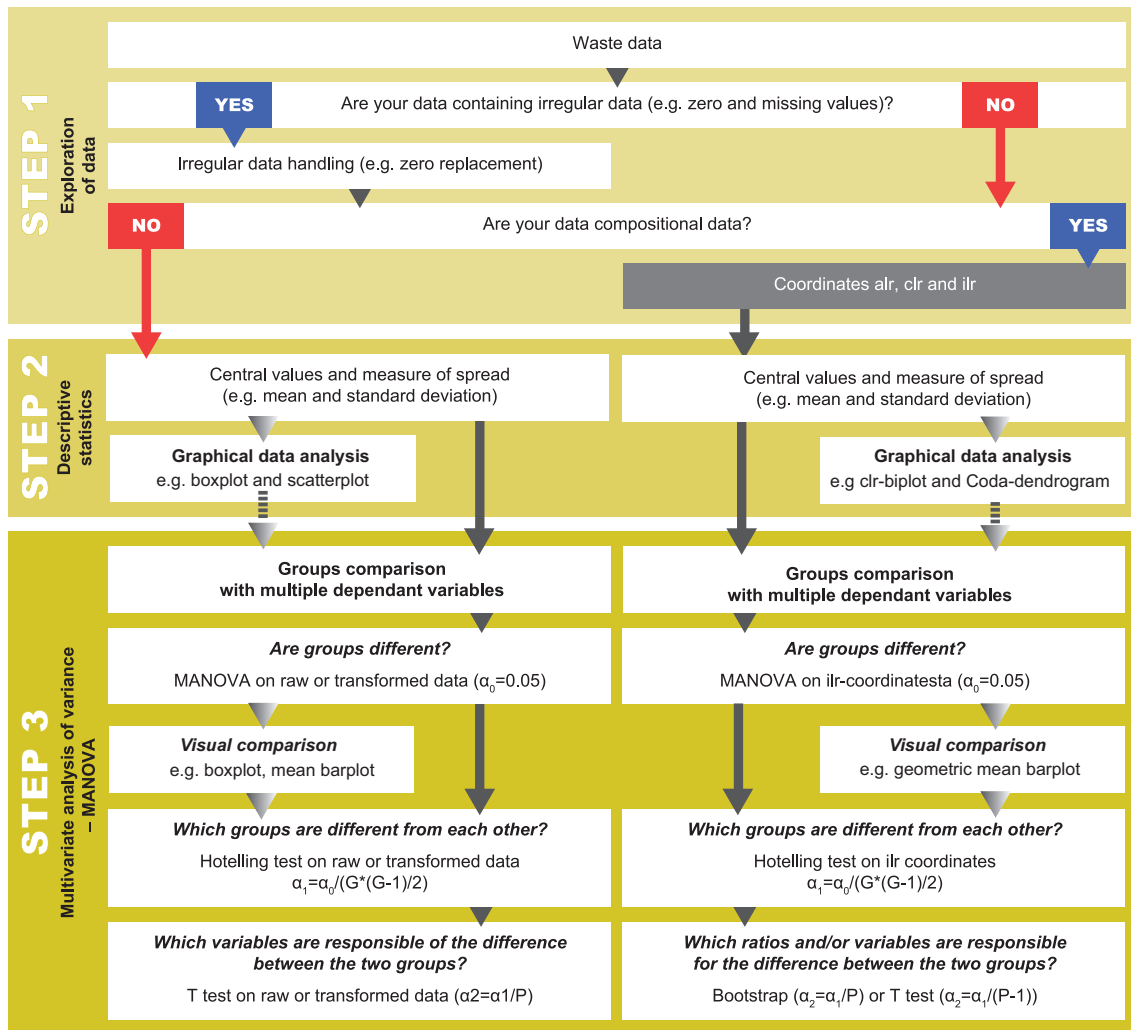 STEP 1
Exploration
of data
Waste data
Are your data containing irregular data (e.g. zero and missing values)?
YES
NO
Irregular data handling (e.g. zero replacement)
NO
Are your data compositional data?
YES
Coordinates alr, clr and ilr
STEP 2
Descriptive
statistics
Central values and measure of spread
(e.g. mean and standard deviation)
Graphical data analysis
e.g. boxplot and scatterplot
Central values and measure of spread
(e.g. mean and standard deviation)
Graphical data analysis
e.g clr-biplot and Coda-dendrogram
STEP 3
Multivariate analysis of variance
– MANOVA
Groups comparison
with multiple dependant variables
Are groups different?
MANOVA on raw or transformed data (α₀=0.05)
Visual comparison
e.g. boxplot, mean barplot
Which groups are different from each other?
Hotelling test on raw or transformed data
α₁=α₀/(G*(G-1)/2)
Which variables are responsible of the difference
between the two groups?
T test on raw or transformed data (α2=α1/P)
Groups comparison
with multiple dependant variables
Are groups different?
MANOVA on ilr-coordinatesta (α₀=0.05)
Visual comparison
e.g. geometric mean barplot
Which groups are different from each other?
Hotelling test on ilr coordinates
α₁=α₀/(G*(G-1)/2)
Which ratios and/or variables are responsible
for the difference between the two groups?
Bootstrap (α₂=α₁/P) or T test (α₂=α₁/(P-1))